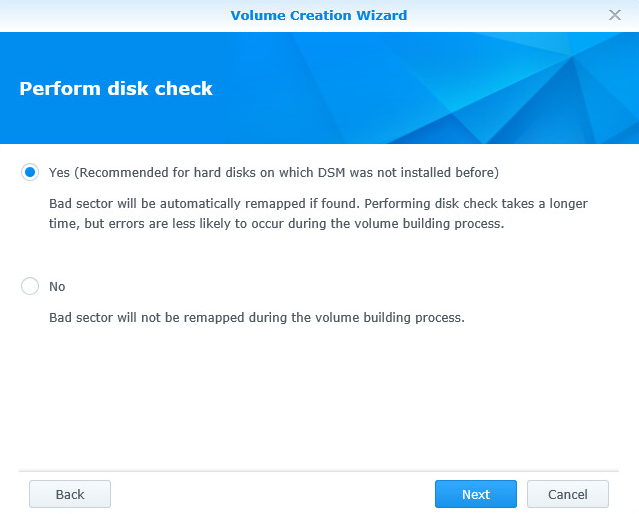 Volume Creation Wizard
Perform disk check
Yes (Recommended for hard disks on which DSM was not installed before)
Bad sector will be automatically remapped if found. Performing disk check takes a longer
time, but errors are less likely to occur during the volume building process.
No
Bad sector will not be remapped during the volume building process.
Back
Next
Cancel